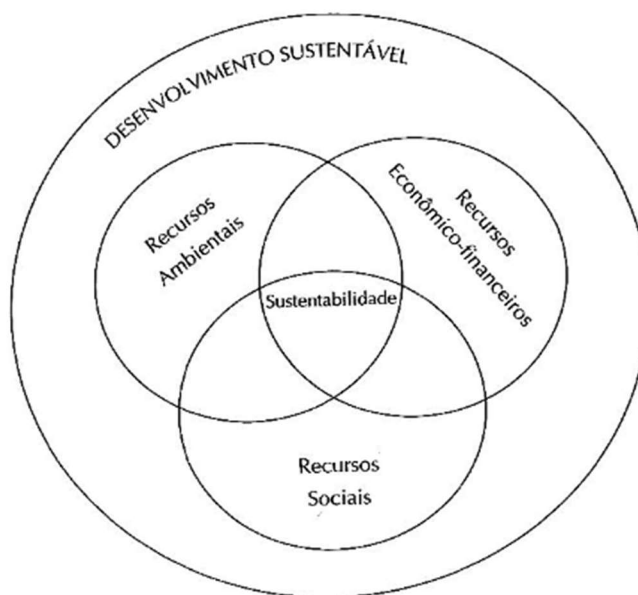 DESENVOLVIMENTO SUSTENTÁVEL
Recursos
Ambientais
Recursos
Econômico-financeiros
Sustentabilidade
Recursos
Sociais